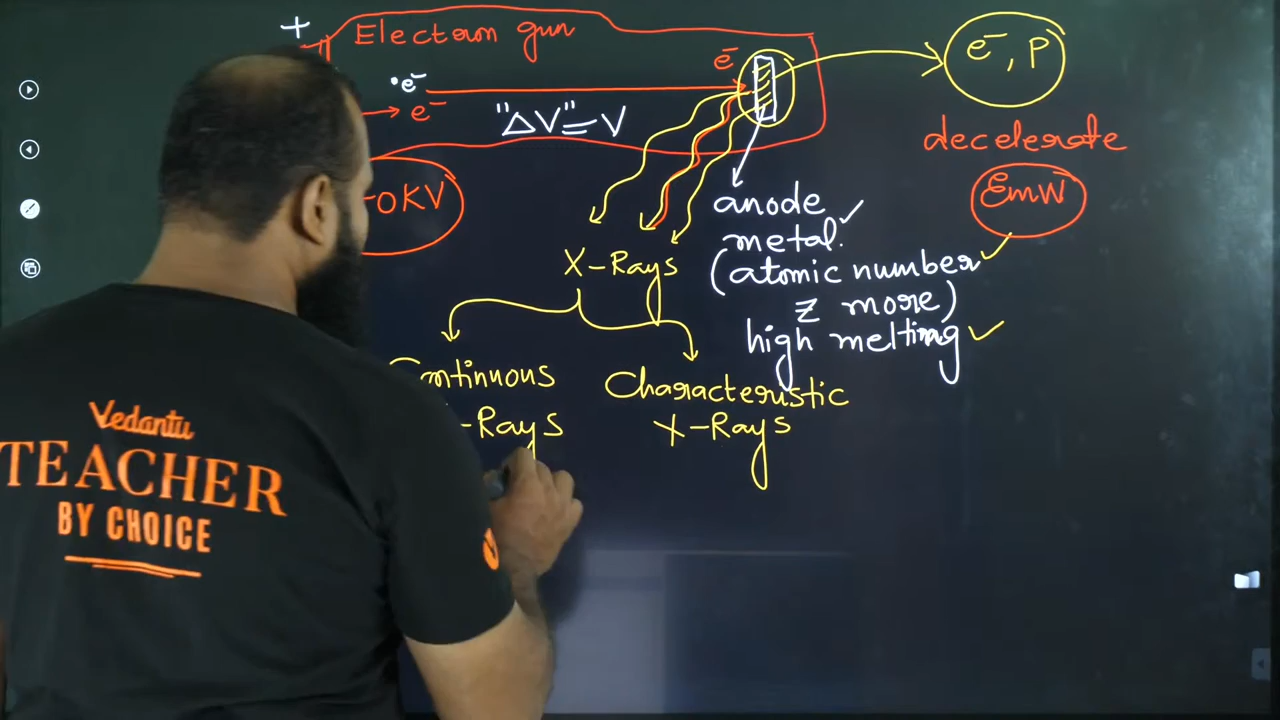 +
Electron gun
e⁻
•e⁻
e⁻
"ΔV"=V
e⁻, P
decelerate
EmW
0KV
anode
metal.
X-Rays
(atomic number
Z more)
high melting
Continuous
-Rays
Characteristic
X-Rays
Vedantu
TEACHER
BY CHOICE